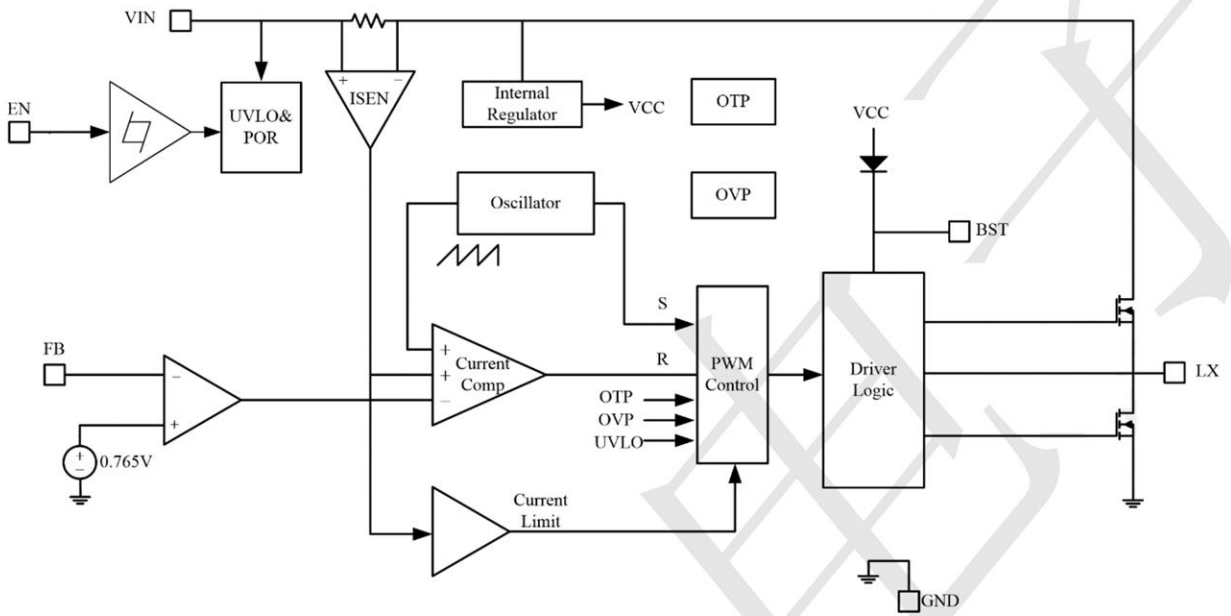 VIN
EN
UVLO&
POR
+
−
ISEN
Internal
Regulator
VCC
OTP
OVP
VCC
BST
Oscillator
S
R
FB
−
+
+
−
0.765V
+
+
−
Current
Comp
OTP
OVP
UVLO
PWM
Control
Driver
Logic
LX
Current
Limit
GND